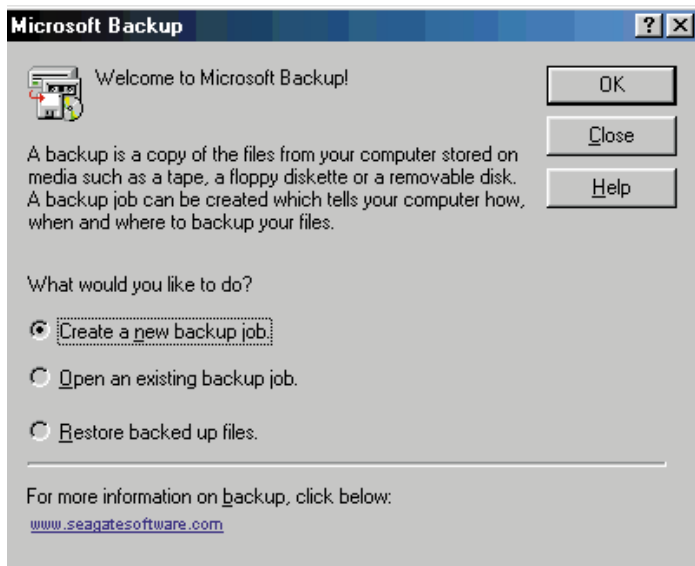 Microsoft Backup
Welcome to Microsoft Backup!
OK
Close
Help
A backup is a copy of the files from your computer stored on
media such as a tape, a floppy diskette or a removable disk.
A backup job can be created which tells your computer how,
when and where to backup your files.
What would you like to do?
Create a new backup job.
Open an existing backup job.
Restore backed up files.
For more information on backup, click below:
www.seagatesoftware.com